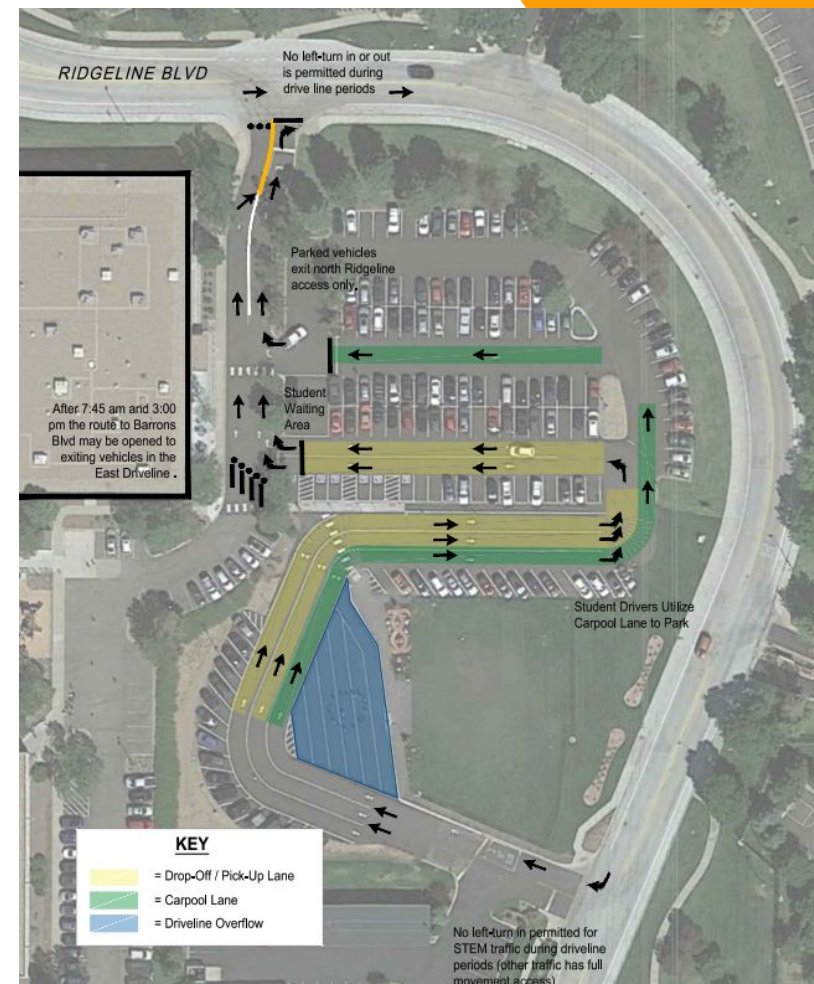 RIDGELINE BLVD
No left-turn in or out
is permitted during
drive line periods
Parked vehicles
exit north Ridgeline
access only.
Student
Waiting
Area
After 7:45 am and 3:00
pm the route to Barrons
Blvd may be opened to
exiting vehicles in the
East Driveline .
Student Drivers Utilize
Carpool Lane to Park
KEY
= Drop-Off / Pick-Up Lane
= Carpool Lane
= Driveline Overflow
No left-turn in permitted for
STEM traffic during driveline
periods (other traffic has full
movement access)